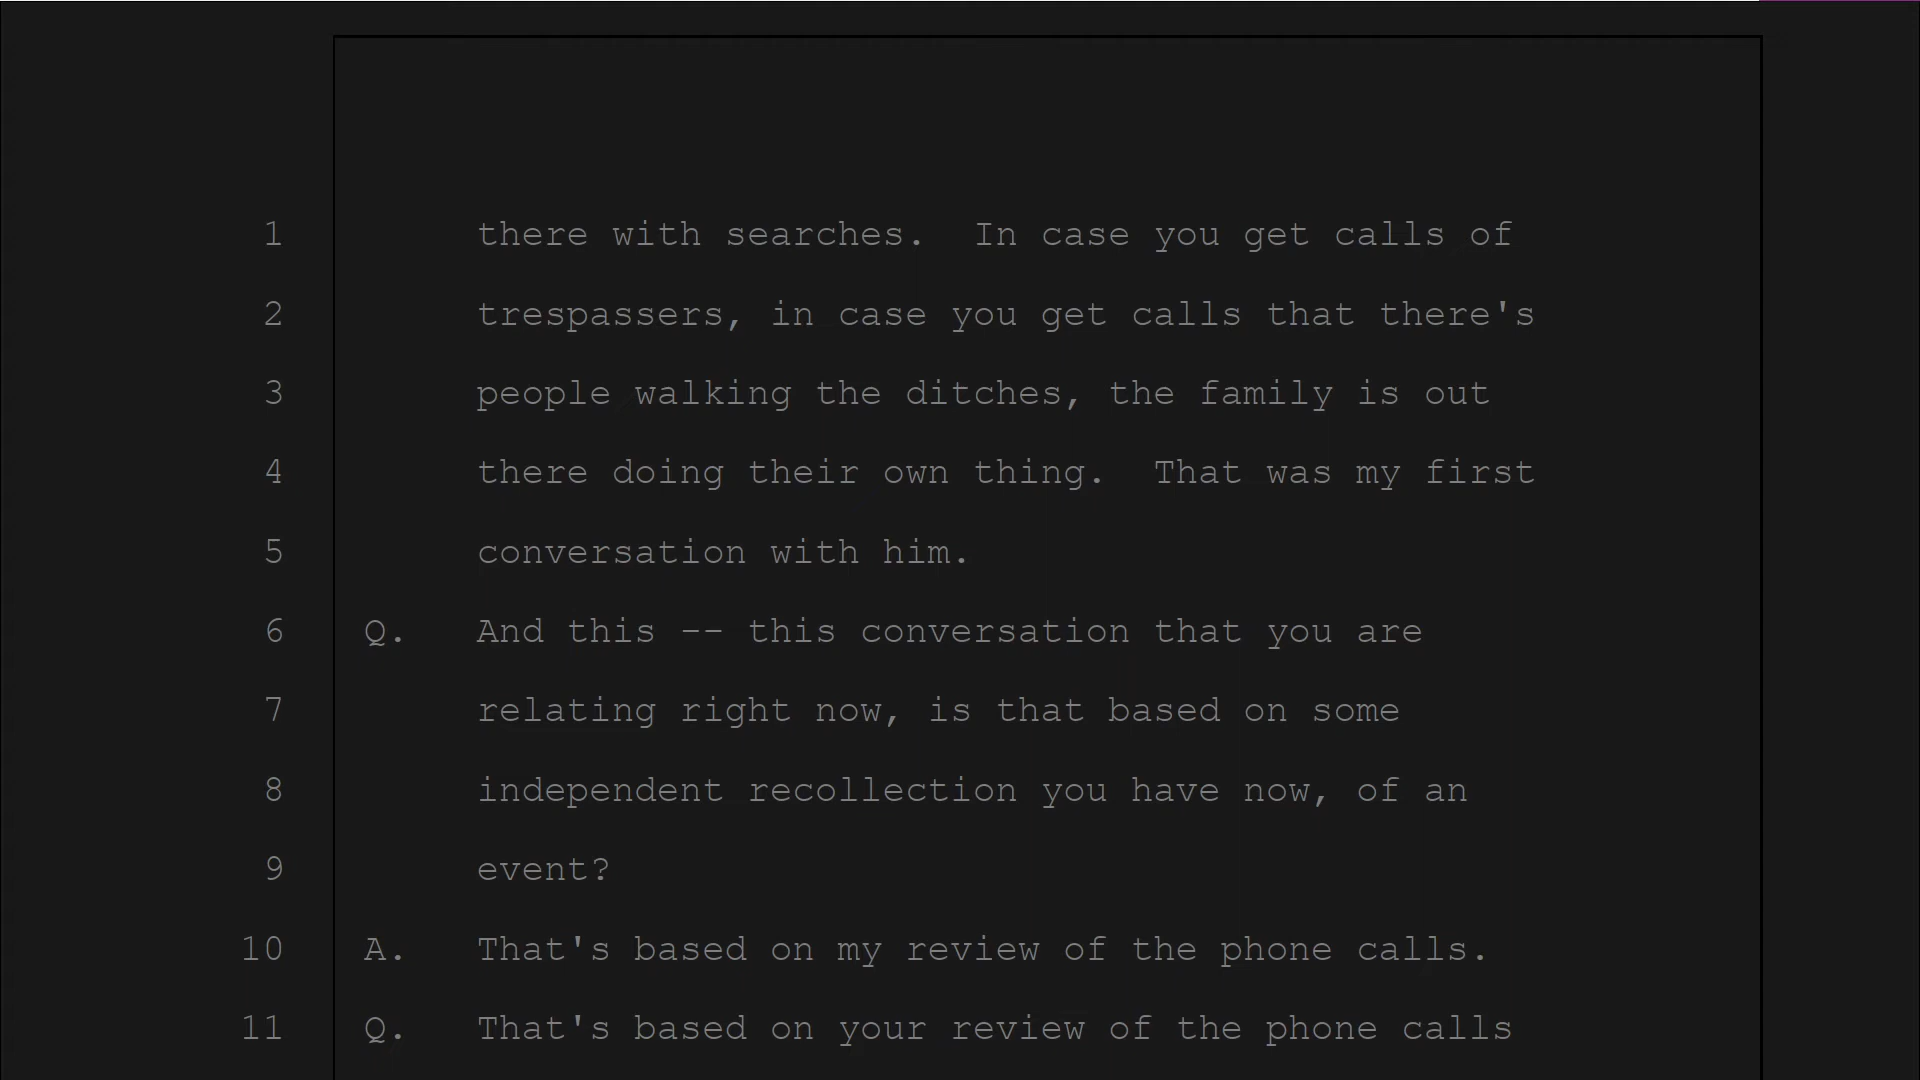 1 there with searches.  In case you get calls of
2 trespassers, in case you get calls that there's
3 people walking the ditches, the family is out
4 there doing their own thing.  That was my first
5 conversation with him.
6 Q. And this -- this conversation that you are
7 relating right now, is that based on some
8 independent recollection you have now, of an
9 event?
10 A. That's based on my review of the phone calls.
11 Q. That's based on your review of the phone calls